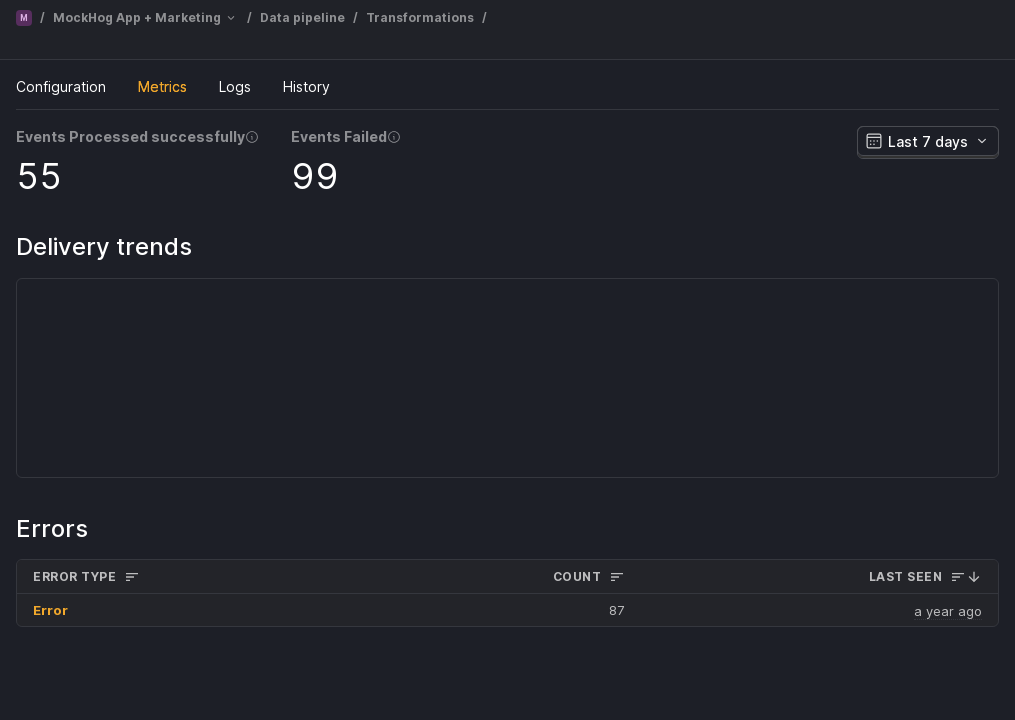 M / MockHog App + Marketing / Data pipeline / Transformations /
Configuration Metrics Logs History
Events Processed successfully Events Failed Last 7 days
55 99
Delivery trends
Errors
ERROR TYPE COUNT LAST SEEN
Error 87 a year ago